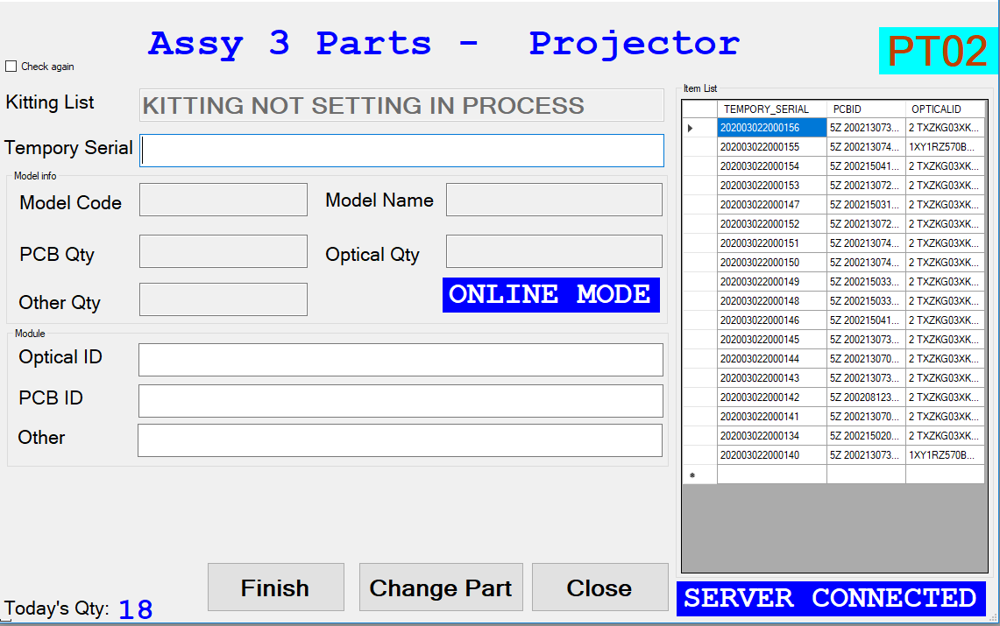 Assy 3 Parts -  Projector
PT02
Check again
Kitting List
KITTING NOT SETTING IN PROCESS
Tempory Serial
Model info
Model Code
Model Name
PCB Qty
Optical Qty
Other Qty
ONLINE MODE
Module
Optical ID
PCB ID
Other
Finish
Change Part
Close
Today's Qty: 18
Item List
TEMPORY_SERIAL PCBID OPTICALID
202003022000156 5Z 200213073... 2 TXZKG03XK...
202003022000155 5Z 200213074... 1XY1RZ570B...
202003022000154 5Z 200215041... 2 TXZKG03XK...
202003022000153 5Z 200213072... 2 TXZKG03XK...
202003022000147 5Z 200215031... 2 TXZKG03XK...
202003022000152 5Z 200213072... 2 TXZKG03XK...
202003022000151 5Z 200213074... 2 TXZKG03XK...
202003022000150 5Z 200213074... 2 TXZKG03XK...
202003022000149 5Z 200215033... 2 TXZKG03XK...
202003022000148 5Z 200215033... 2 TXZKG03XK...
202003022000146 5Z 200215041... 2 TXZKG03XK...
202003022000145 5Z 200213073... 2 TXZKG03XK...
202003022000144 5Z 200213070... 2 TXZKG03XK...
202003022000143 5Z 200213073... 2 TXZKG03XK...
202003022000142 5Z 200208123... 2 TXZKG03XK...
202003022000141 5Z 200213070... 2 TXZKG03XK...
202003022000134 5Z 200215020... 2 TXZKG03XK...
202003022000140 5Z 200213073... 1XY1RZ570B...
SERVER CONNECTED